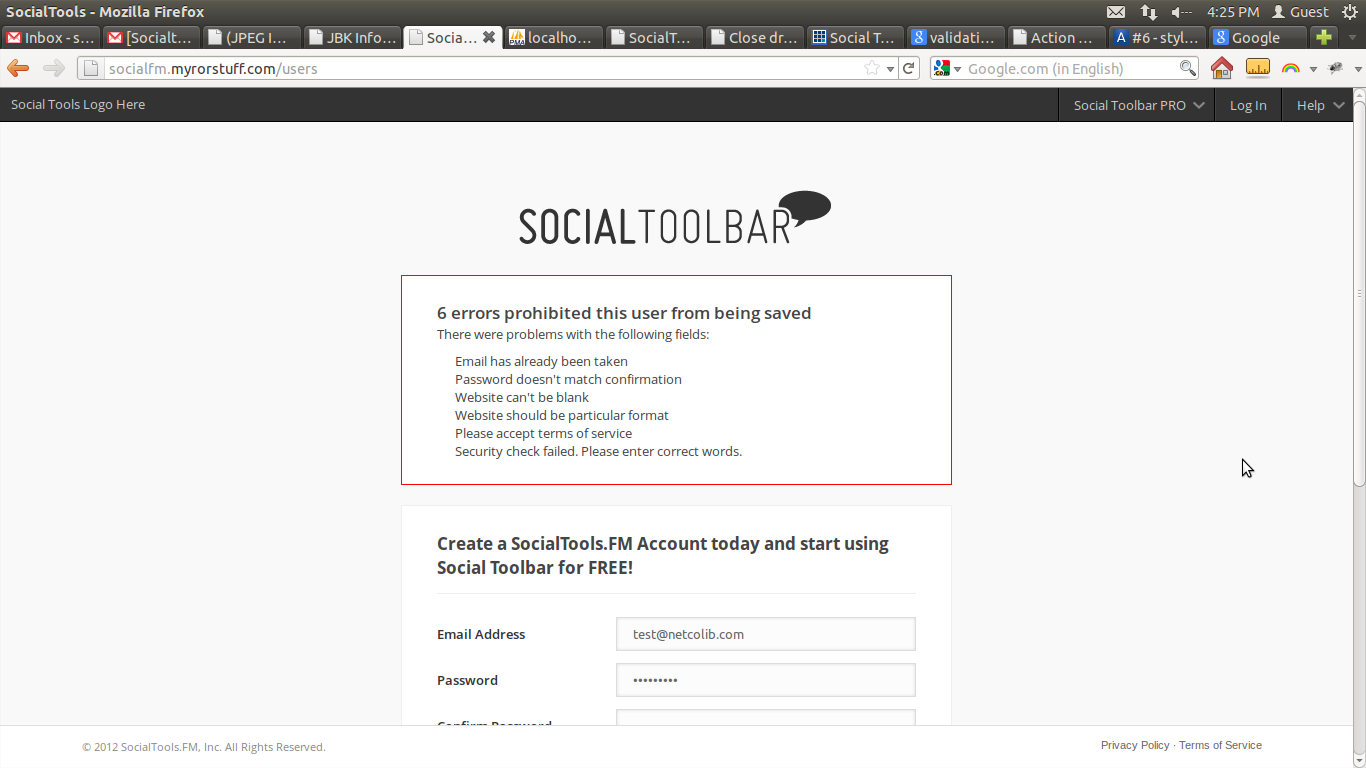 SocialTools - Mozilla Firefox
4:25 PM Guest
Inbox - s...
[Socialt...
(JPEG I...
JBK Info...
Socia...
localho...
SocialT...
Close dr...
Social T...
validati...
Action ...
#6 - styl...
Google
socialfm.myrorstuff.com/users
Google.com (in English)
Social Tools Logo Here
Social Toolbar PRO
Log In
Help
SOCIALTOOLBAR
6 errors prohibited this user from being saved
There were problems with the following fields:
Email has already been taken
Password doesn't match confirmation
Website can't be blank
Website should be particular format
Please accept terms of service
Security check failed. Please enter correct words.
Create a SocialTools.FM Account today and start using
Social Toolbar for FREE!
Email Address
test@netcolib.com
Password
•••••••••
Confirm Password
© 2012 SocialTools.FM, Inc. All Rights Reserved.
Privacy Policy · Terms of Service